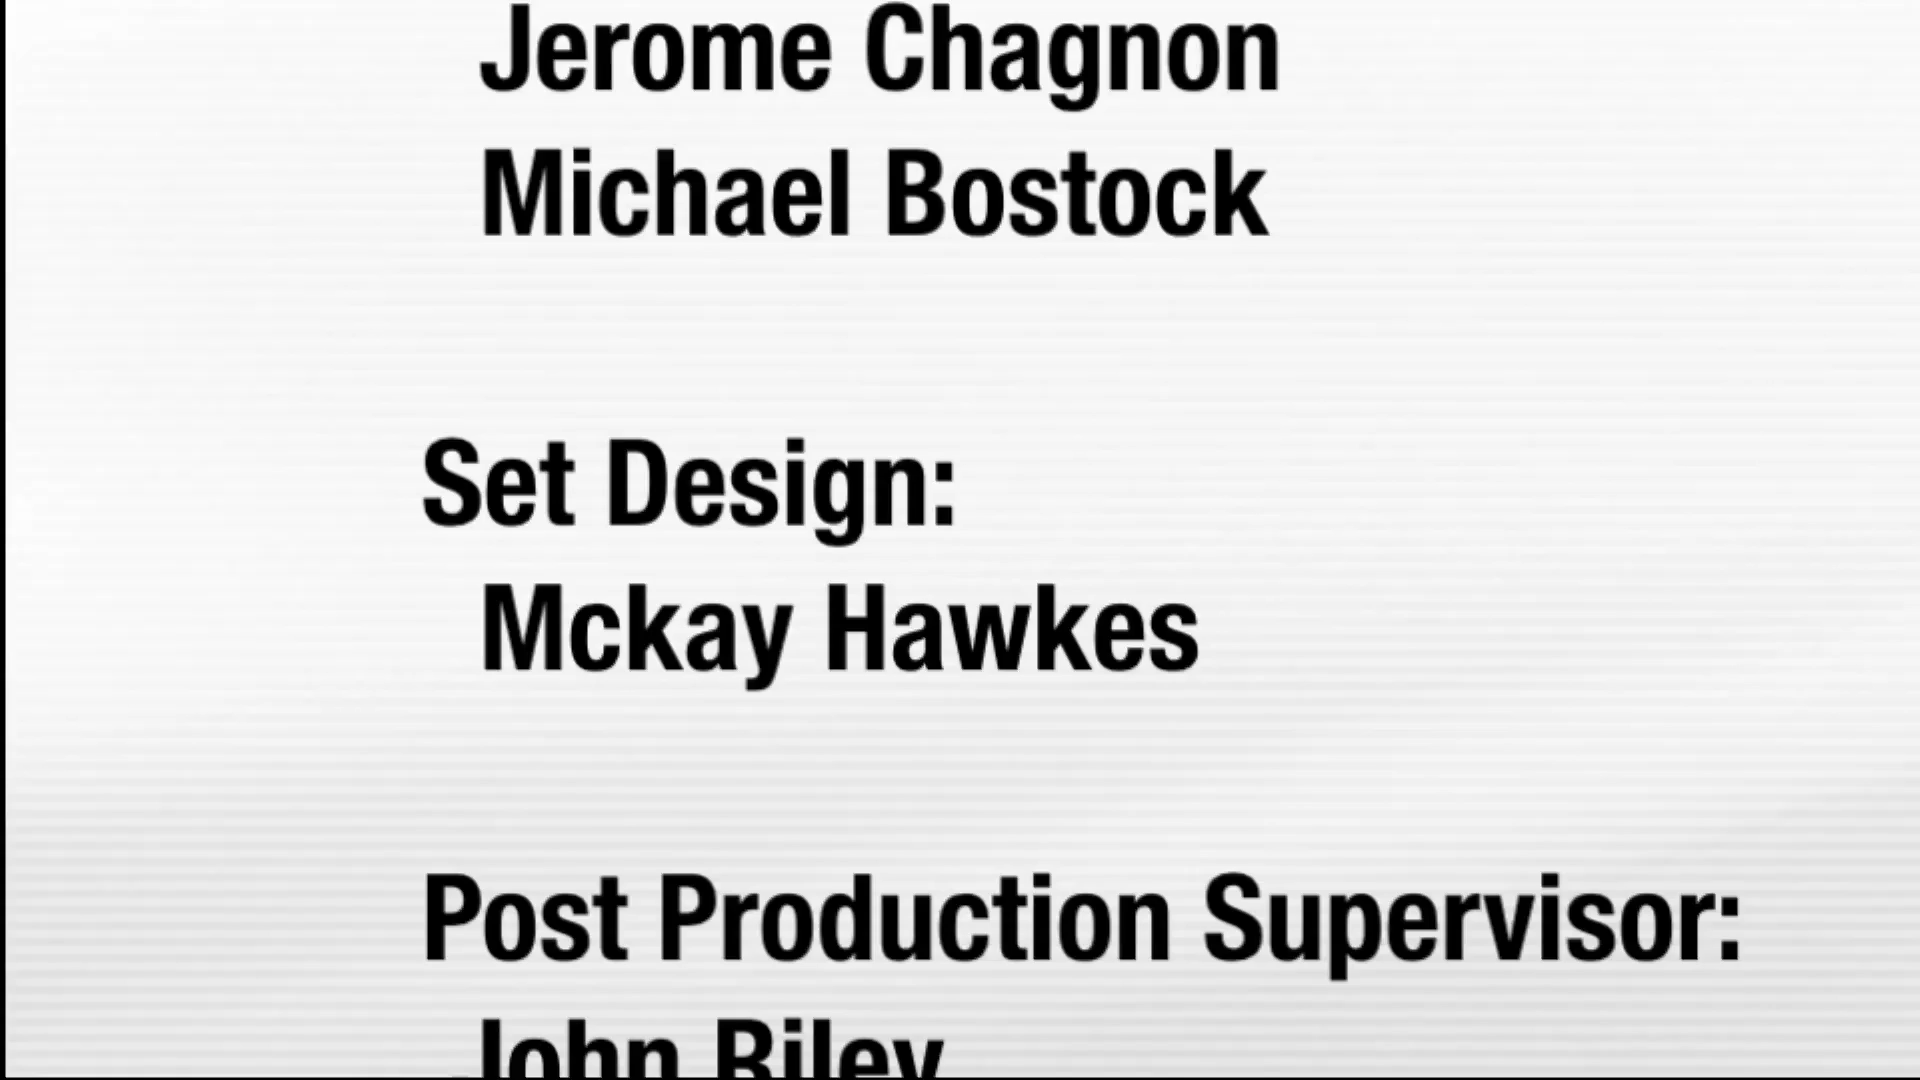 Jerome Chagnon
Michael Bostock
Set Design:
Mckay Hawkes
Post Production Supervisor:
John Riley